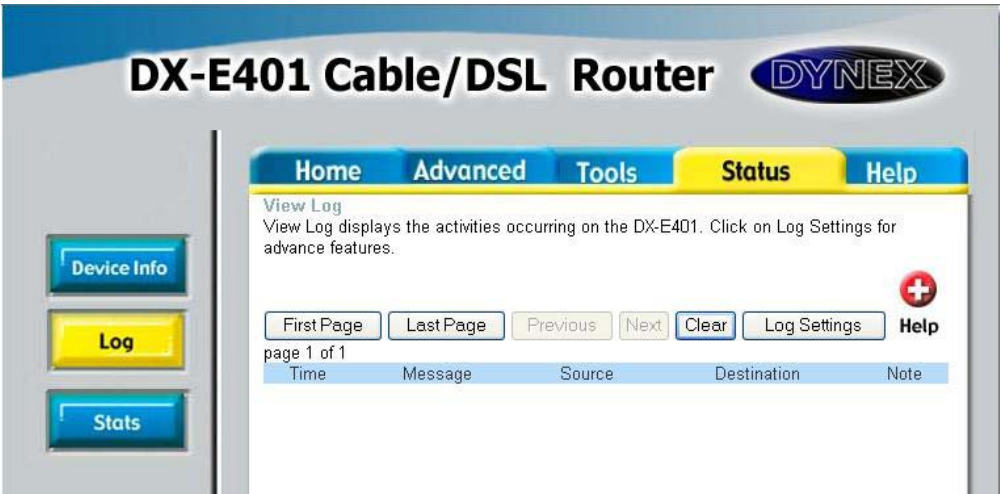 DX-E401 Cable/DSL Router DYNEX
Home Advanced Tools Status Help
View Log
View Log displays the activities occurring on the DX-E401. Click on Log Settings for
advance features.
Device Info
Log
Stats
First Page Last Page Previous Next Clear Log Settings Help
page 1 of 1
Time Message Source Destination Note